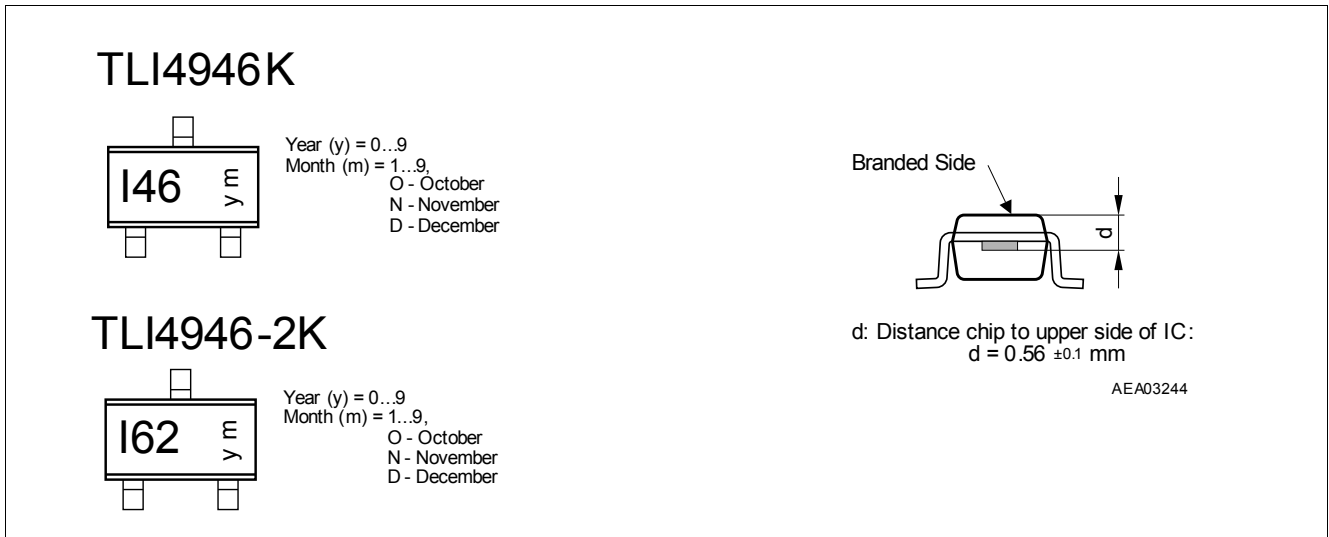 TLI4946K
I46
y m
Year (y) = 0...9
Month (m) = 1...9,
O - October
N - November
D - December
TLI4946-2K
I62
y m
Year (y) = 0...9
Month (m) = 1...9,
O - October
N - November
D - December
Branded Side
d
d: Distance chip to upper side of IC:
d = 0.56 ±0.1 mm
AEA03244